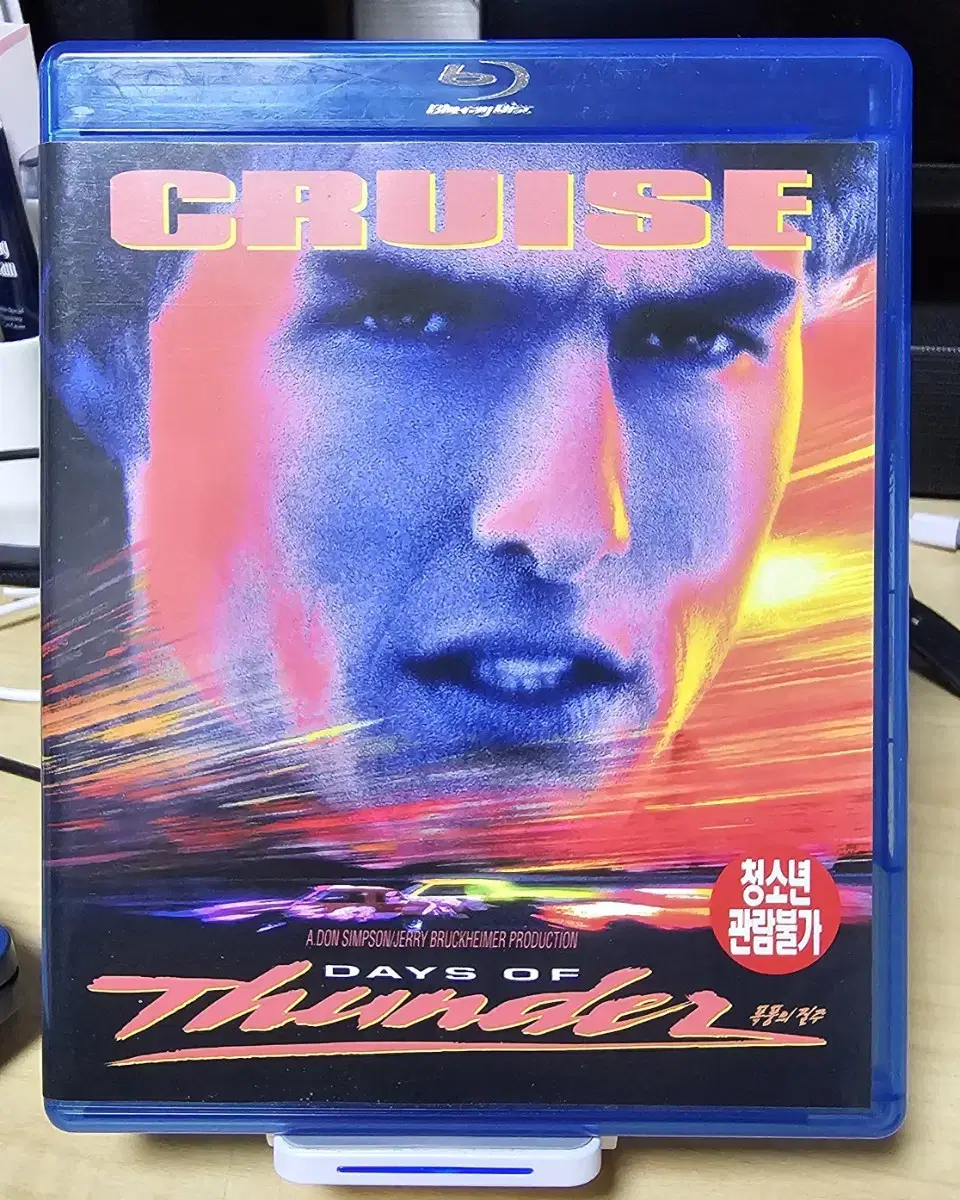 Blu-ray Disc
CRUISE
청소년
관람불가
A DON SIMPSON/JERRY BRUCKHEIMER PRODUCTION
DAYS OF
Thunder
폭풍의 질주